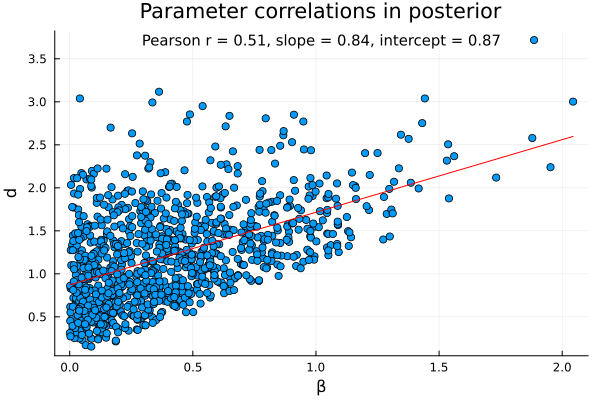 Parameter correlations in posterior
Pearson r = 0.51, slope = 0.84, intercept = 0.87
3.5
3.0
2.5
2.0
1.5
1.0
0.5
d
0.0 0.5 1.0 1.5 2.0
β